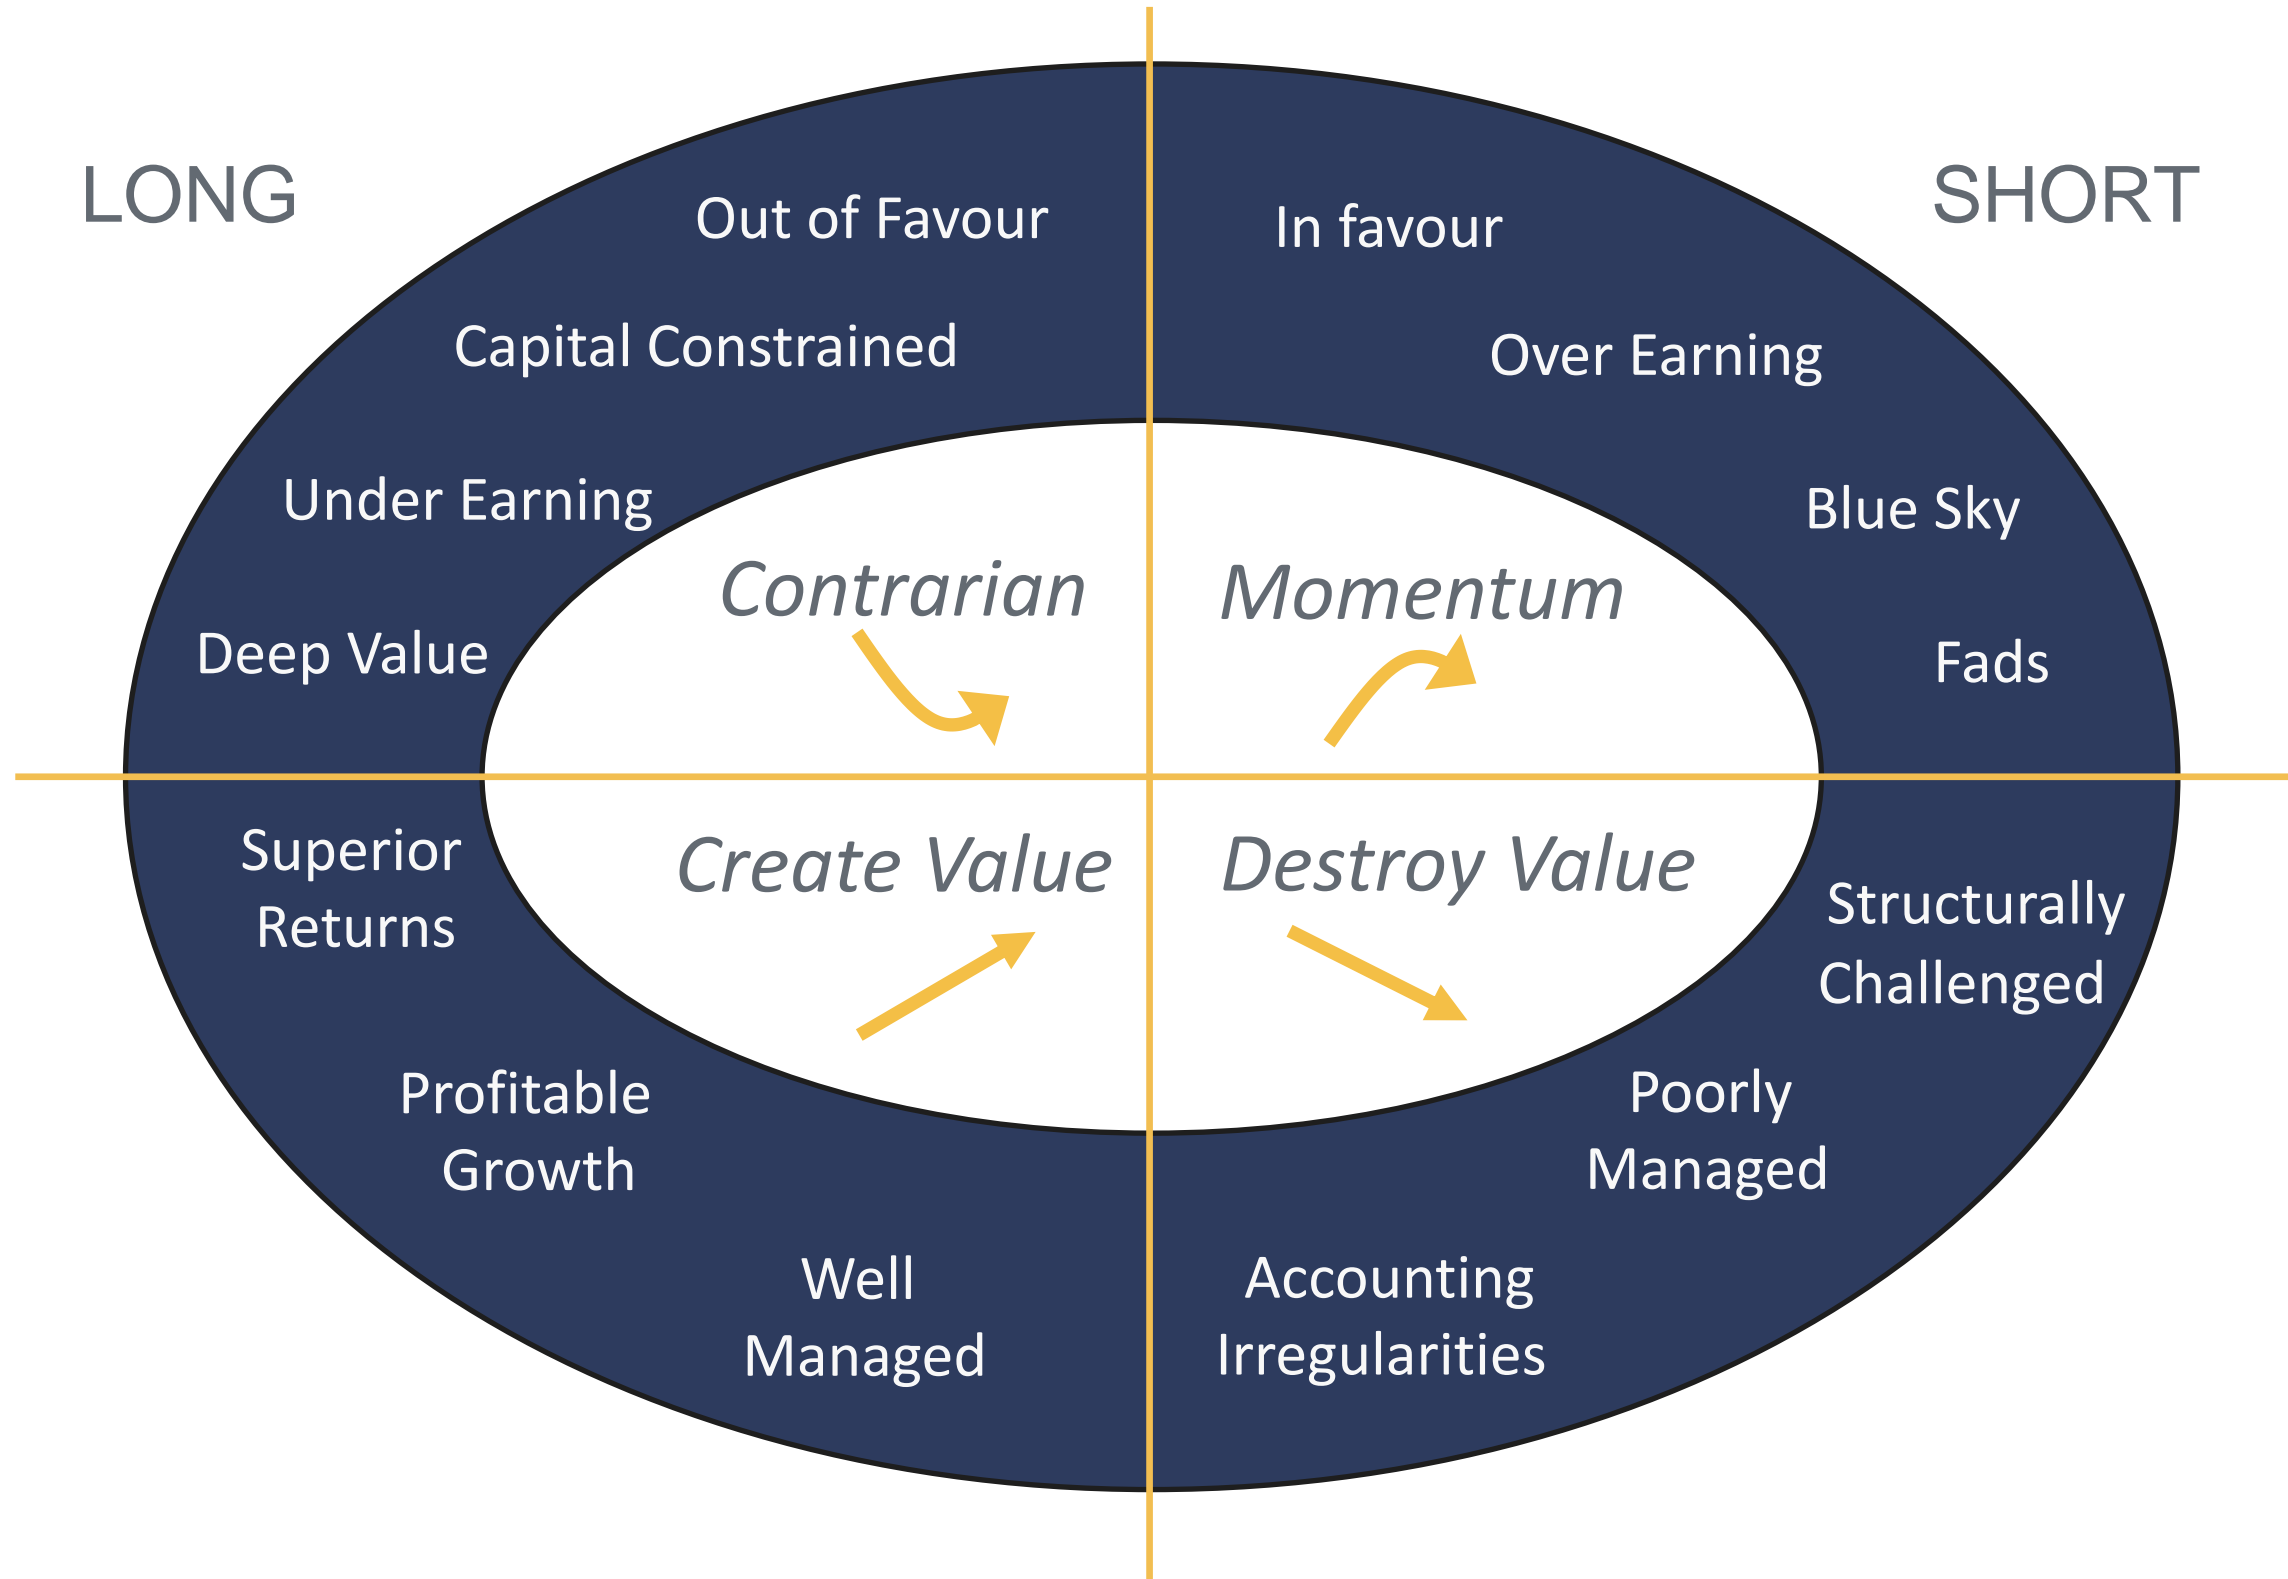 LONG
SHORT
Out of Favour
In favour
Capital Constrained
Over Earning
Under Earning
Blue Sky
Contrarian
Momentum
Deep Value
Fads
Create Value
Destroy Value
Superior
Returns
Structurally
Challenged
Profitable
Growth
Poorly
Managed
Well
Managed
Accounting
Irregularities